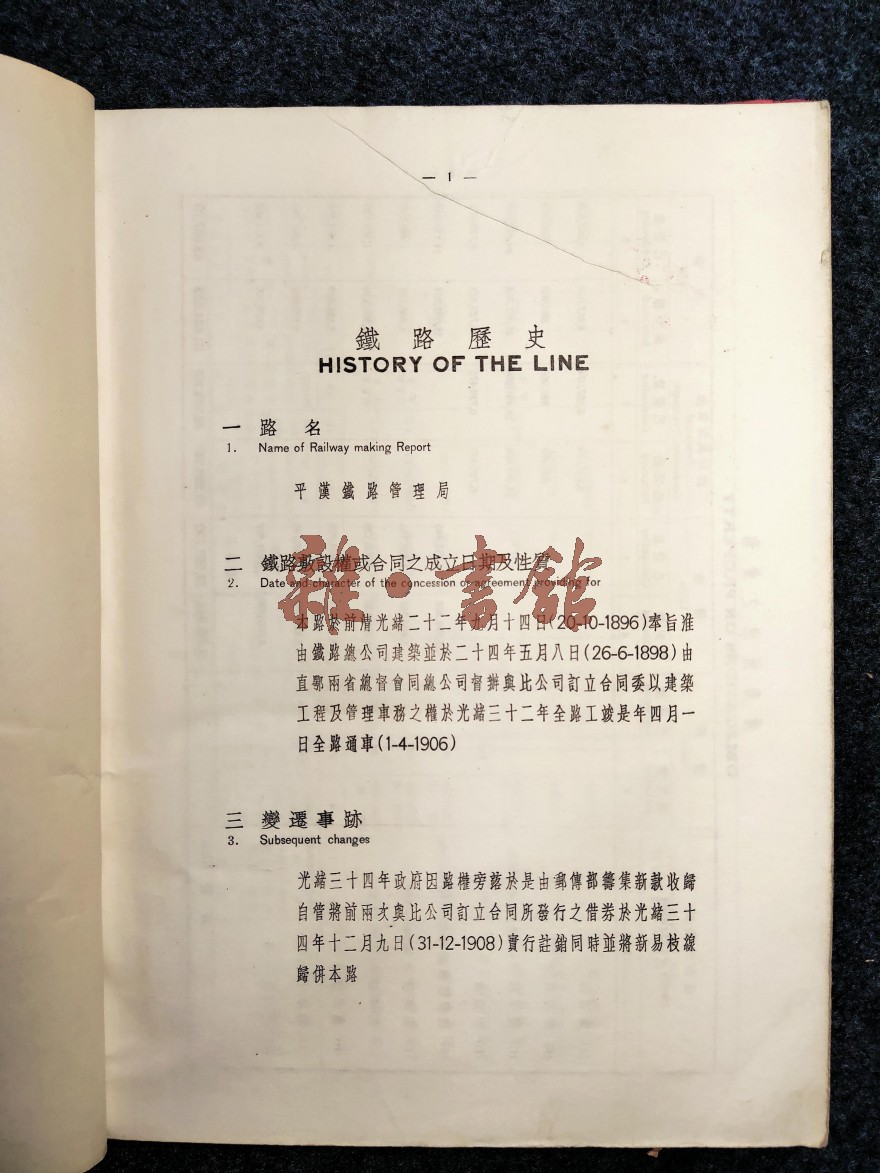 — 1 —
鐵路歷史
HISTORY OF THE LINE
一 路名
1. Name of Railway making Report
平漢鐵路管理局
二 鐵路敷設權或合同之成立日期及性質
2. Date and character of the concession or agreement providing for
雜·書館
本路於前清光緒二十二年九月十四日(20-10-1896)奉旨准
由鐵路總公司建築並於二十四年五月八日(26-6-1898)由
直鄂兩省總督會同總公司督辦與比公司訂立合同委以建築
工程及管理車務之權於光緒三十二年全路工竣是年四月一
日全路通車(1-4-1906)
三 變遷事跡
3. Subsequent changes
光緒三十四年政府因路權旁落於是由郵傳部籌集新款收歸
自管將前兩次與比公司訂立合同所發行之借券於光緒三十
四年十二月九日(31-12-1908)實行註銷同時並將新易枝線
歸併本路